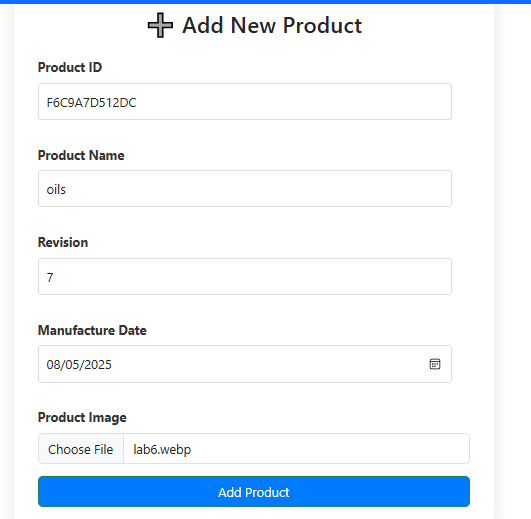 Add New Product
Product ID
F6C9A7D512DC
Product Name
oils
Revision
7
Manufacture Date
08/05/2025
Product Image
Choose File lab6.webp
Add Product